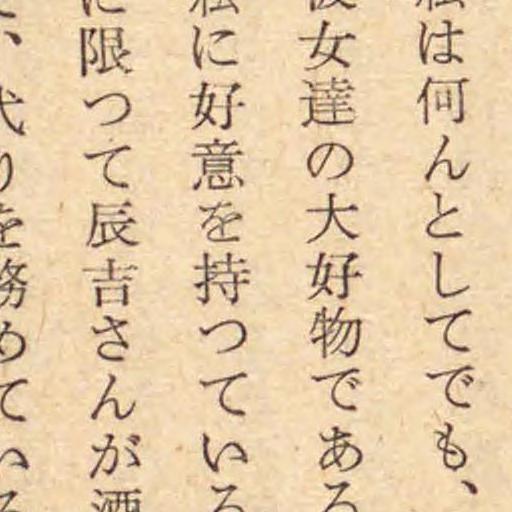 私は何んとしてでも、
彼女達の大好物である
私に好意を持つている
に限つて辰吉さんが酒
、代りを務めている